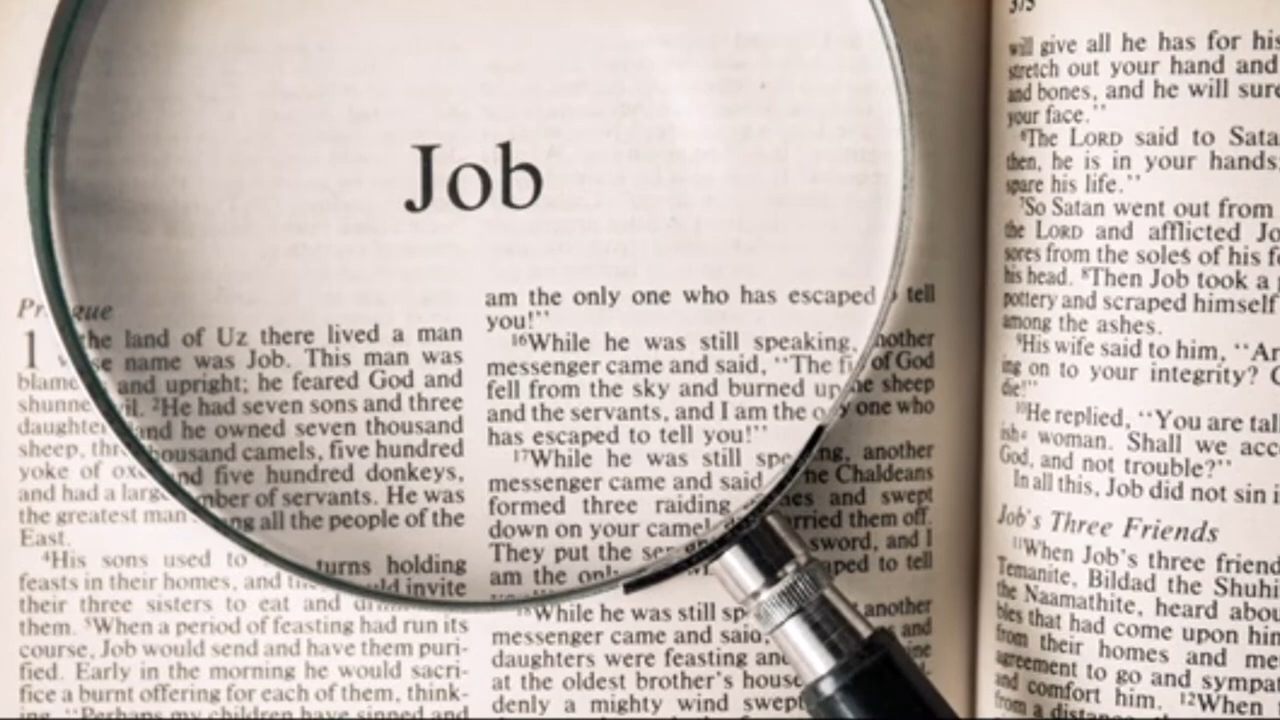 Job
Prologue
1 the land of Uz there lived a man
name was Job. This man was
and upright; he feared God and
²He had seven sons and three
and he owned seven thousand
sheep, thousand camels, five hundred
yoke of and five hundred donkeys,
and had a large of servants. He was
the greatest man all the people of the
East.
⁴His sons used to turns holding
feasts in their homes, and invite
their three sisters to eat and
them. ⁵When a period of feasting had run its
course, Job would send and have them puri-
fied. Early in the morning he would sacri-
fice a burnt offering for each of them, think-
ing, "Perhaps my children have sinned and
am the only one who has escaped tell
you!"
¹⁶While he was still speaking, another
messenger came and said, "The of God
fell from the sky and burned up sheep
and the servants, and I am the one who
has escaped to tell you!"
¹⁷While he was still another
messenger came and said Chaldeans
formed three raiding and swept
down on your carried them off.
They put the sword, and I
am the to tell
¹⁸While he was still another
messenger came and said, and
daughters were feasting and
at the oldest brother's house
denly a mighty wind swept
373
will give all he has for his
stretch out your hand and
and bones, and he will
your face."
⁶The LORD said to
then, he is in your hands;
spare his life."
⁷So Satan went out from
the LORD and afflicted
sores from the soles of his
his head. ⁸Then Job took a
pottery and scraped himself
among the ashes.
⁹His wife said to him,
on to your integrity?
die!"
¹⁰He replied, "You are
woman. Shall we
God, and not trouble?"
In all this, Job did not sin
Job's Three Friends
¹¹When Job's three
Temanite, Bildad the
the Naamathite, heard
that had come upon
from their homes and
agreement to go and
and comfort him. ¹²When
from a